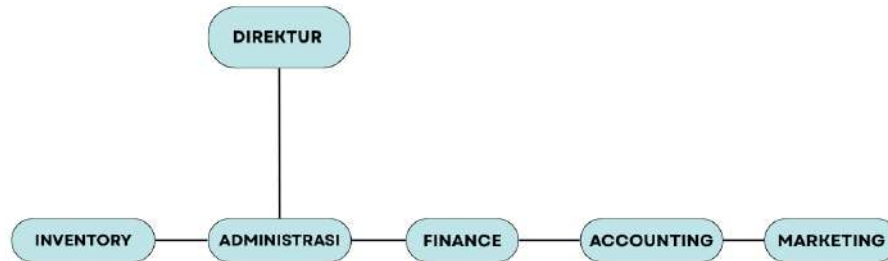 DIREKTUR
INVENTORY
ADMINISTRASI
FINANCE
ACCOUNTING
MARKETING